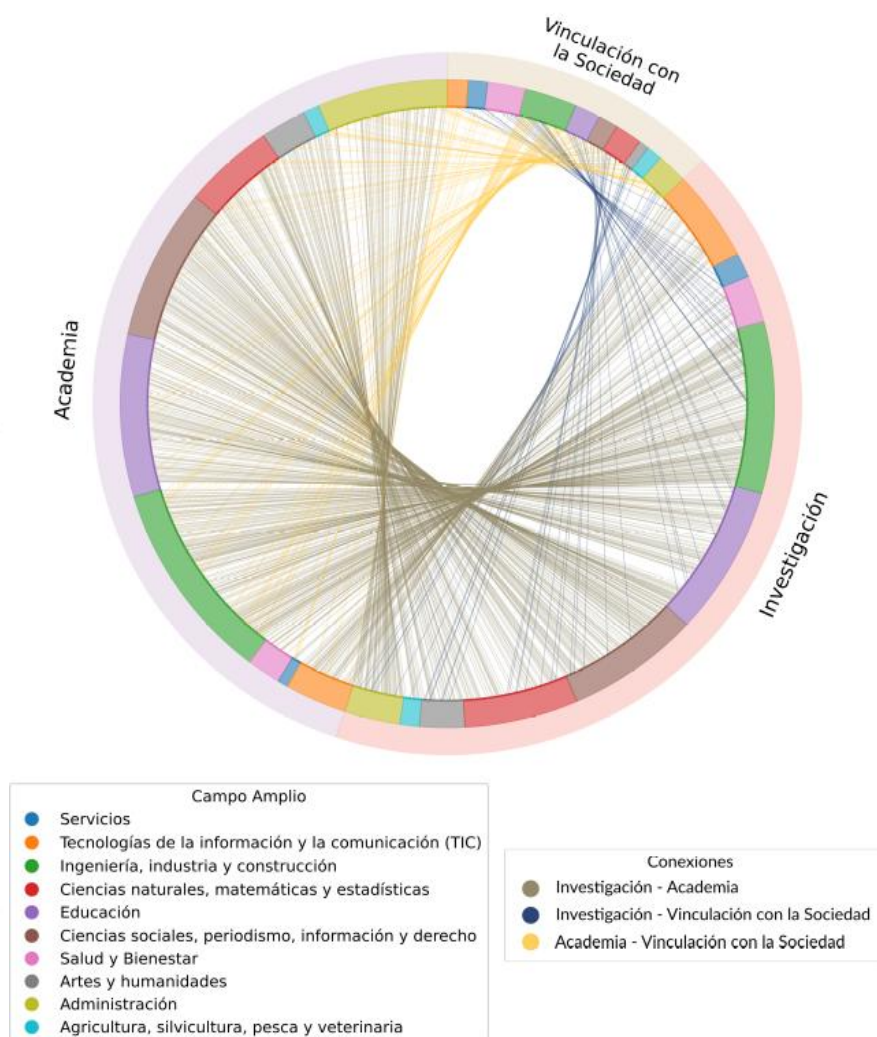 Vinculación con
la Sociedad
Academia
Investigación
Campo Amplio
Servicios
Tecnologías de la información y la comunicación (TIC)
Ingeniería, industria y construcción
Ciencias naturales, matemáticas y estadísticas
Educación
Ciencias sociales, periodismo, información y derecho
Salud y Bienestar
Artes y humanidades
Administración
Agricultura, silvicultura, pesca y veterinaria
Conexiones
Investigación - Academia
Investigación - Vinculación con la Sociedad
Academia - Vinculación con la Sociedad